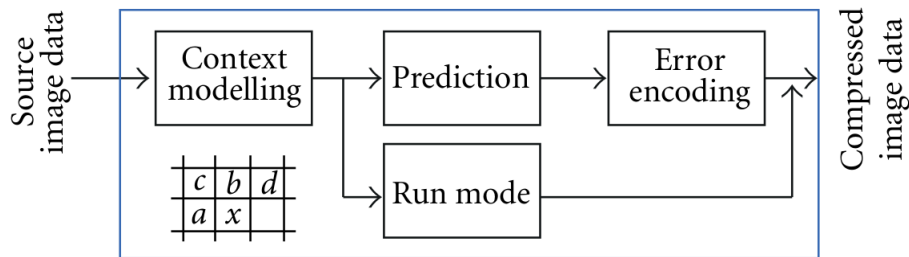 Source
image data
Context
modelling
Prediction
Error
encoding
Run mode
c b d
a x
Compressed
image data